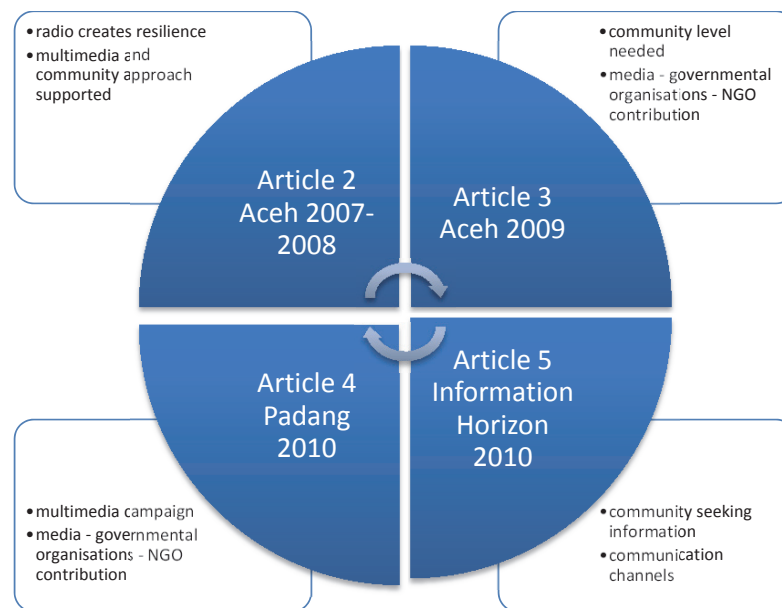 •radio creates resilience
•multimedia and
community approach
supported
•community level
needed
•media - governmental
organisations - NGO
contribution
Article 2
Aceh 2007-
2008
Article 3
Aceh 2009
Article 4
Padang
2010
Article 5
Information
Horizon
2010
•multimedia campaign
•media - governmental
organisations - NGO
contribution
•community seeking
information
•communication
channels